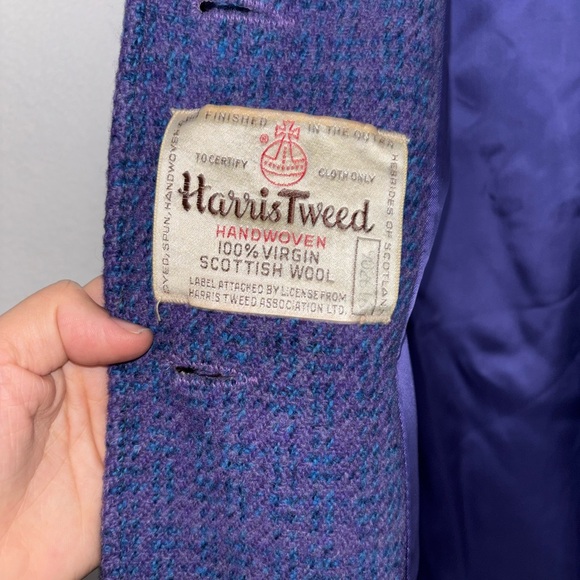 FINISHED IN THE OUTER
HEBRIDES OF SCOTLAND
DYED, SPUN, HANDWOVEN
®
TO CERTIFY CLOTH ONLY
Harris Tweed
HANDWOVEN
100% VIRGIN
SCOTTISH WOOL
LABEL ATTACHED BY LICENSE FROM
HARRIS TWEED ASSOCIATION LTD.